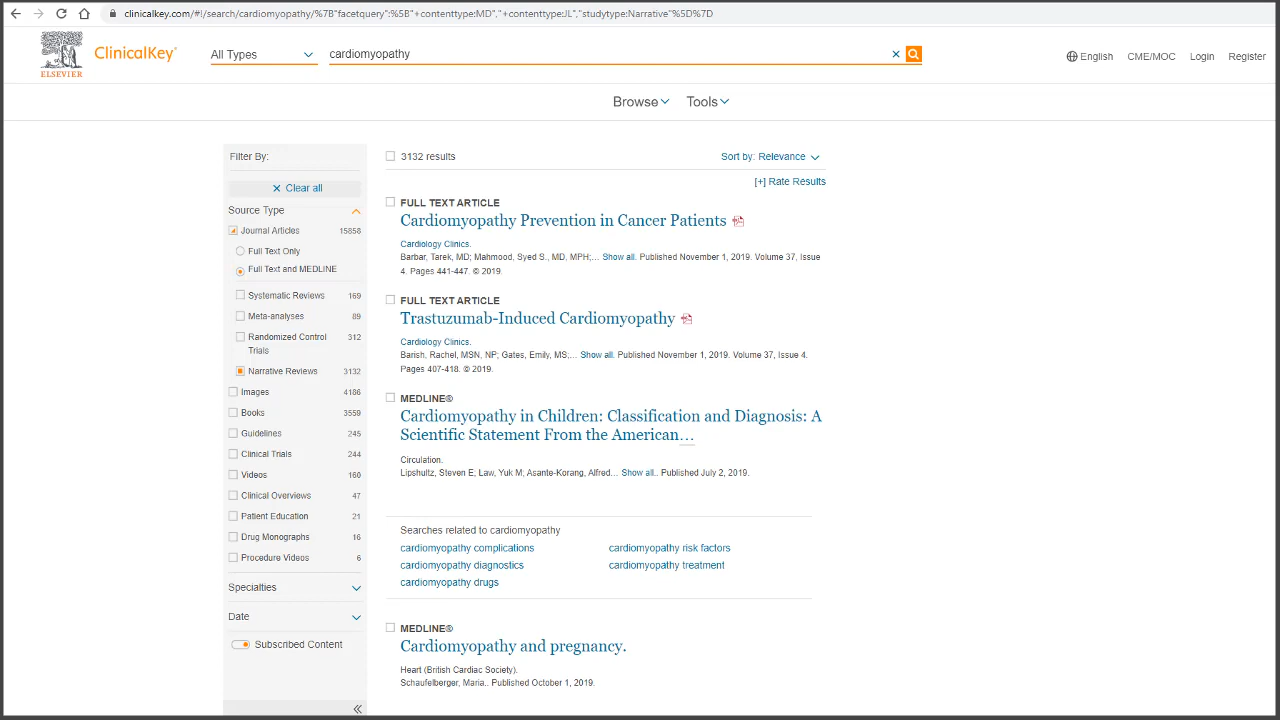 clinicalkey.com/#!/search/cardiomyopathy/%7B"facetquery":%5B"+contenttype:MD","+contenttype:JL","studytype:Narrative"%5D%7D
ELSEVIER
ClinicalKey®
All Types
cardiomyopathy
English
CME/MOC
Login
Register
Browse
Tools
Filter By:
Clear all
Source Type
Journal Articles 15858
Full Text Only
Full Text and MEDLINE
Systematic Reviews 169
Meta-analyses 89
Randomized Control 312
Trials
Narrative Reviews 3132
Images 4186
Books 3559
Guidelines 245
Clinical Trials 244
Videos 160
Clinical Overviews 47
Patient Education 21
Drug Monographs 16
Procedure Videos 6
Specialties
Date
Subscribed Content
3132 results
Sort by: Relevance
[+] Rate Results
FULL TEXT ARTICLE
Cardiomyopathy Prevention in Cancer Patients
Cardiology Clinics.
Barbar, Tarek, MD; Mahmood, Syed S., MD, MPH;... Show all. Published November 1, 2019. Volume 37, Issue
4. Pages 441-447. © 2019.
FULL TEXT ARTICLE
Trastuzumab-Induced Cardiomyopathy
Cardiology Clinics.
Barish, Rachel, MSN, NP; Gates, Emily, MS;... Show all. Published November 1, 2019. Volume 37, Issue 4.
Pages 407-418. © 2019.
MEDLINE®
Cardiomyopathy in Children: Classification and Diagnosis: A
Scientific Statement From the American...
Circulation.
Lipshultz, Steven E; Law, Yuk M; Asante-Korang, Alfred... Show all.. Published July 2, 2019.
Searches related to cardiomyopathy
cardiomyopathy complications
cardiomyopathy risk factors
cardiomyopathy diagnostics
cardiomyopathy treatment
cardiomyopathy drugs
MEDLINE®
Cardiomyopathy and pregnancy.
Heart (British Cardiac Society).
Schaufelberger, Maria.. Published October 1, 2019.